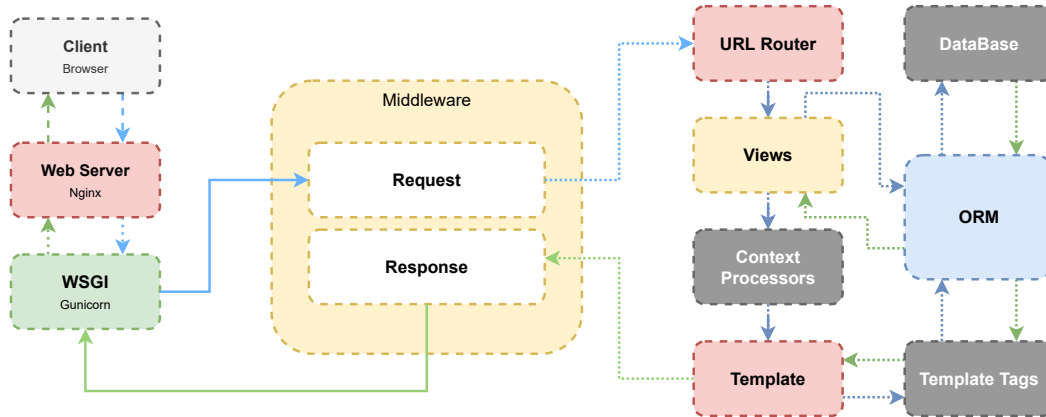 Client
Browser
Web Server
Nginx
WSGI
Gunicorn
Middleware
Request
Response
URL Router
Views
Context
Processors
Template
DataBase
ORM
Template Tags